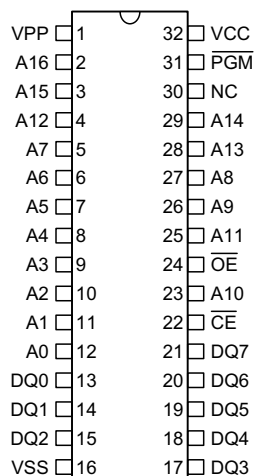 VPP 1 32 VCC
A16 2 31 PGM
A15 3 30 NC
A12 4 29 A14
A7 5 28 A13
A6 6 27 A8
A5 7 26 A9
A4 8 25 A11
A3 9 24 OE
A2 10 23 A10
A1 11 22 CE
A0 12 21 DQ7
DQ0 13 20 DQ6
DQ1 14 19 DQ5
DQ2 15 18 DQ4
VSS 16 17 DQ3